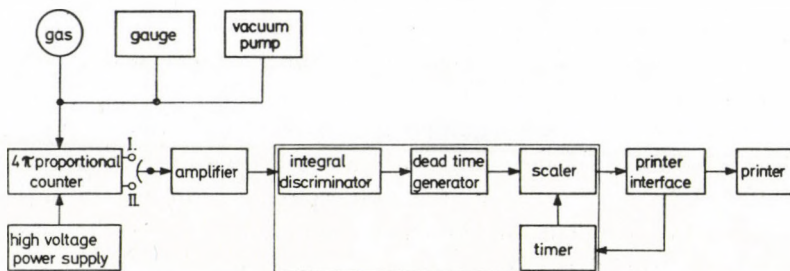 gas
gauge
vacuum
pump
4π proportional
counter
I.
II.
amplifier
integral
discriminator
dead time
generator
scaler
printer
interface
printer
high voltage
power supply
timer